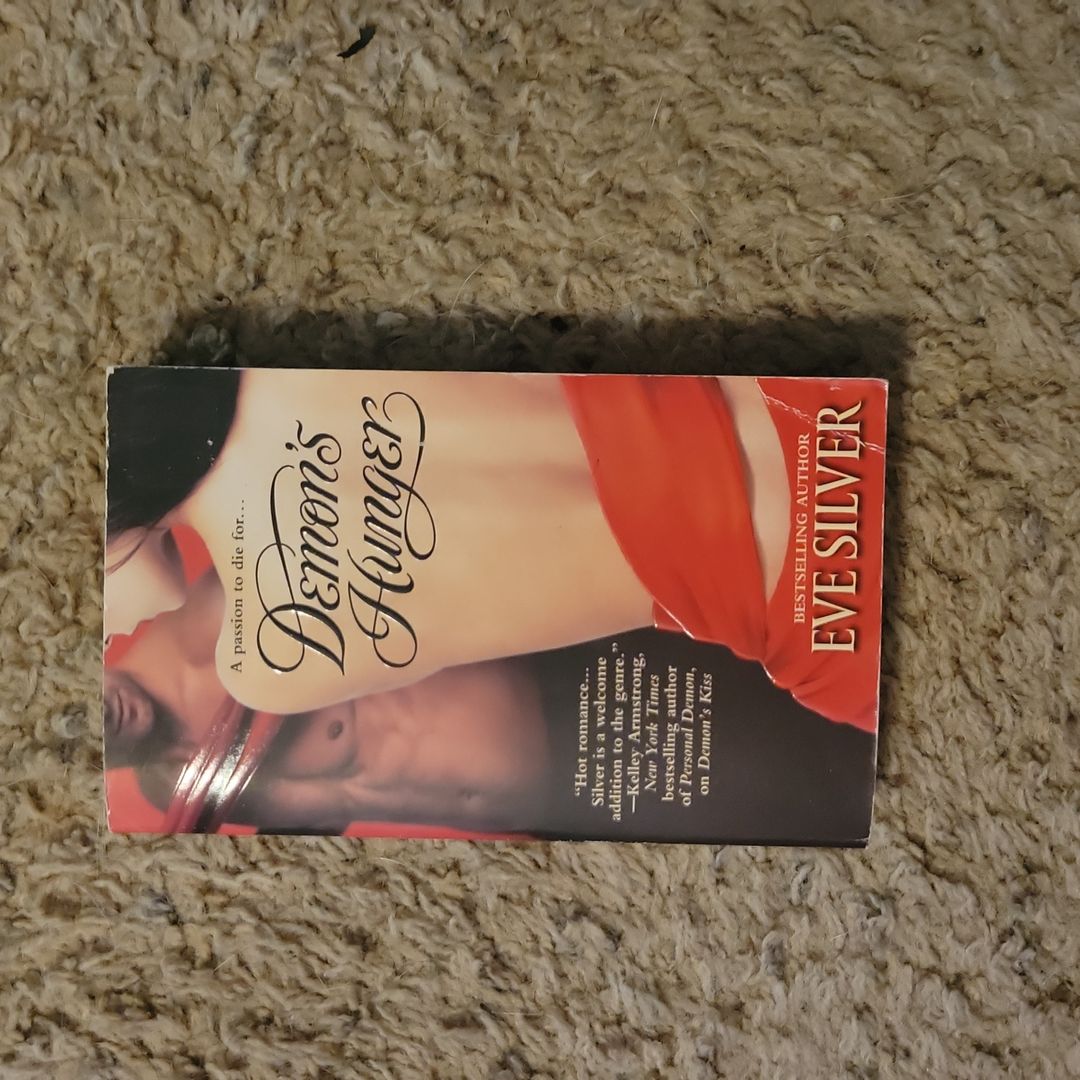 A passion to die for...
Demon's
Hunger
"Hot romance...
Silver is a welcome
addition to the genre."
—Kelley Armstrong,
New York Times
bestselling author
of Personal Demon,
on Demon's Kiss
BESTSELLING AUTHOR
EVE SILVER